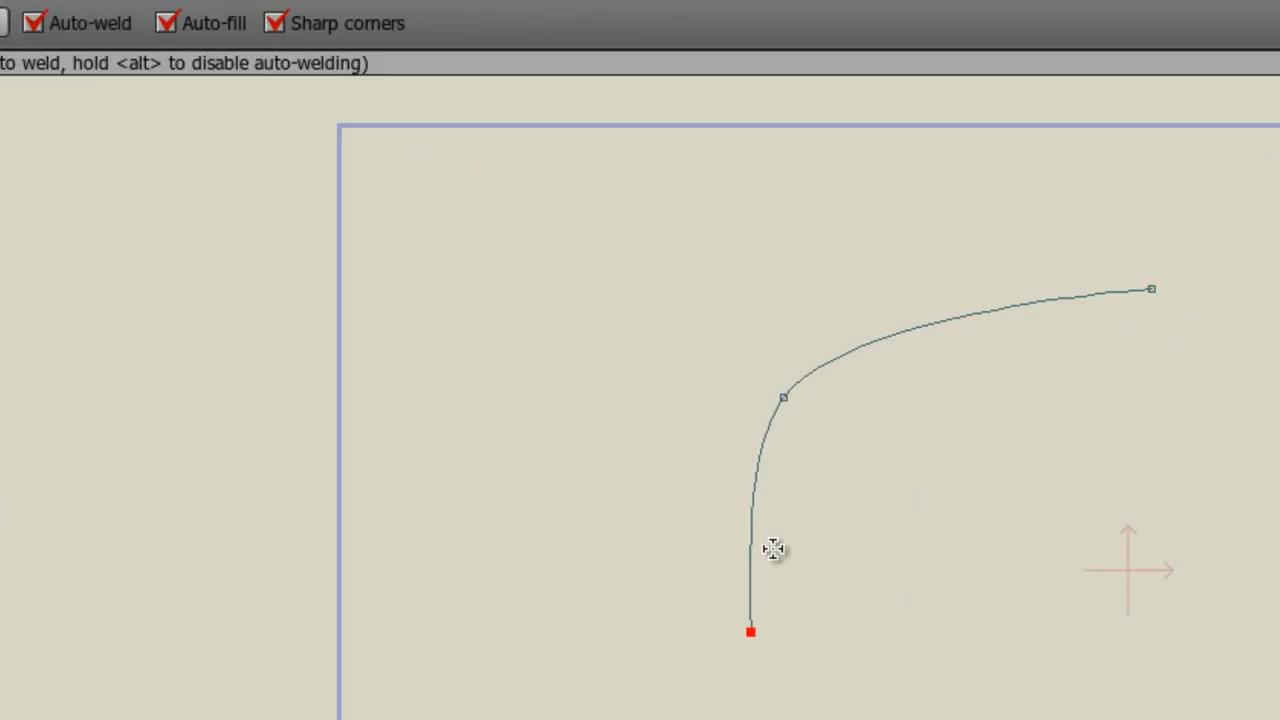 Auto-weld Auto-fill Sharp corners
to weld, hold <alt> to disable auto-welding)